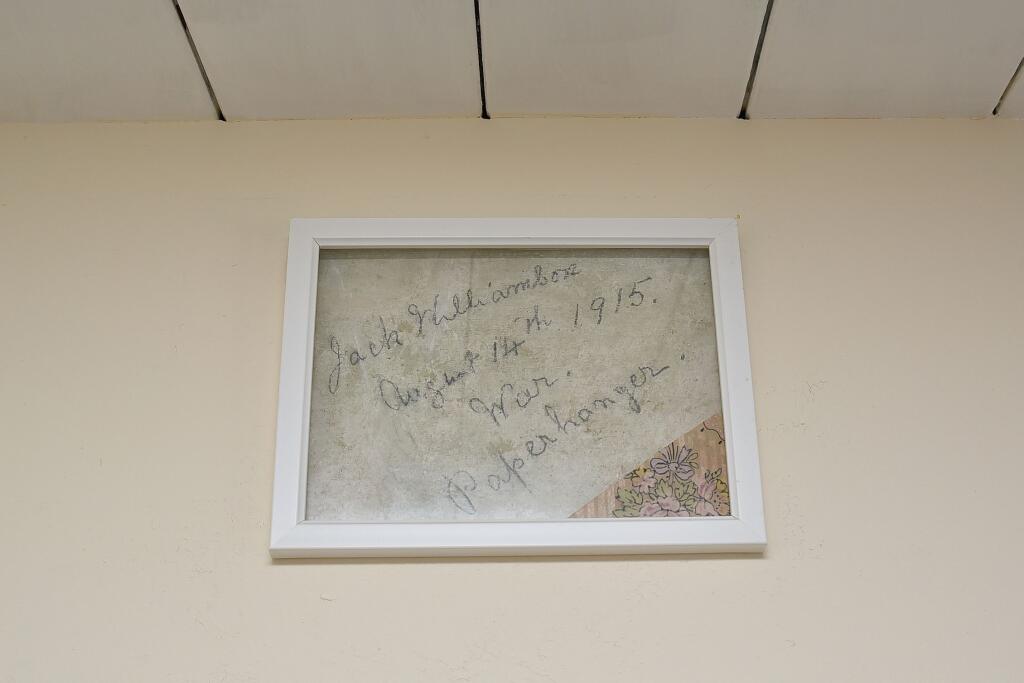 Jack Williamson
August 14th 1915.
War.
Paperhanger.